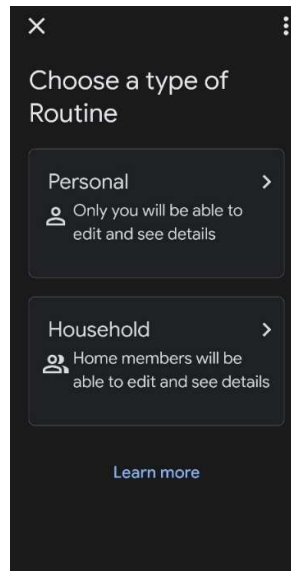 Choose a type of
Routine
Personal
Only you will be able to
edit and see details
Household
Home members will be
able to edit and see details
Learn more